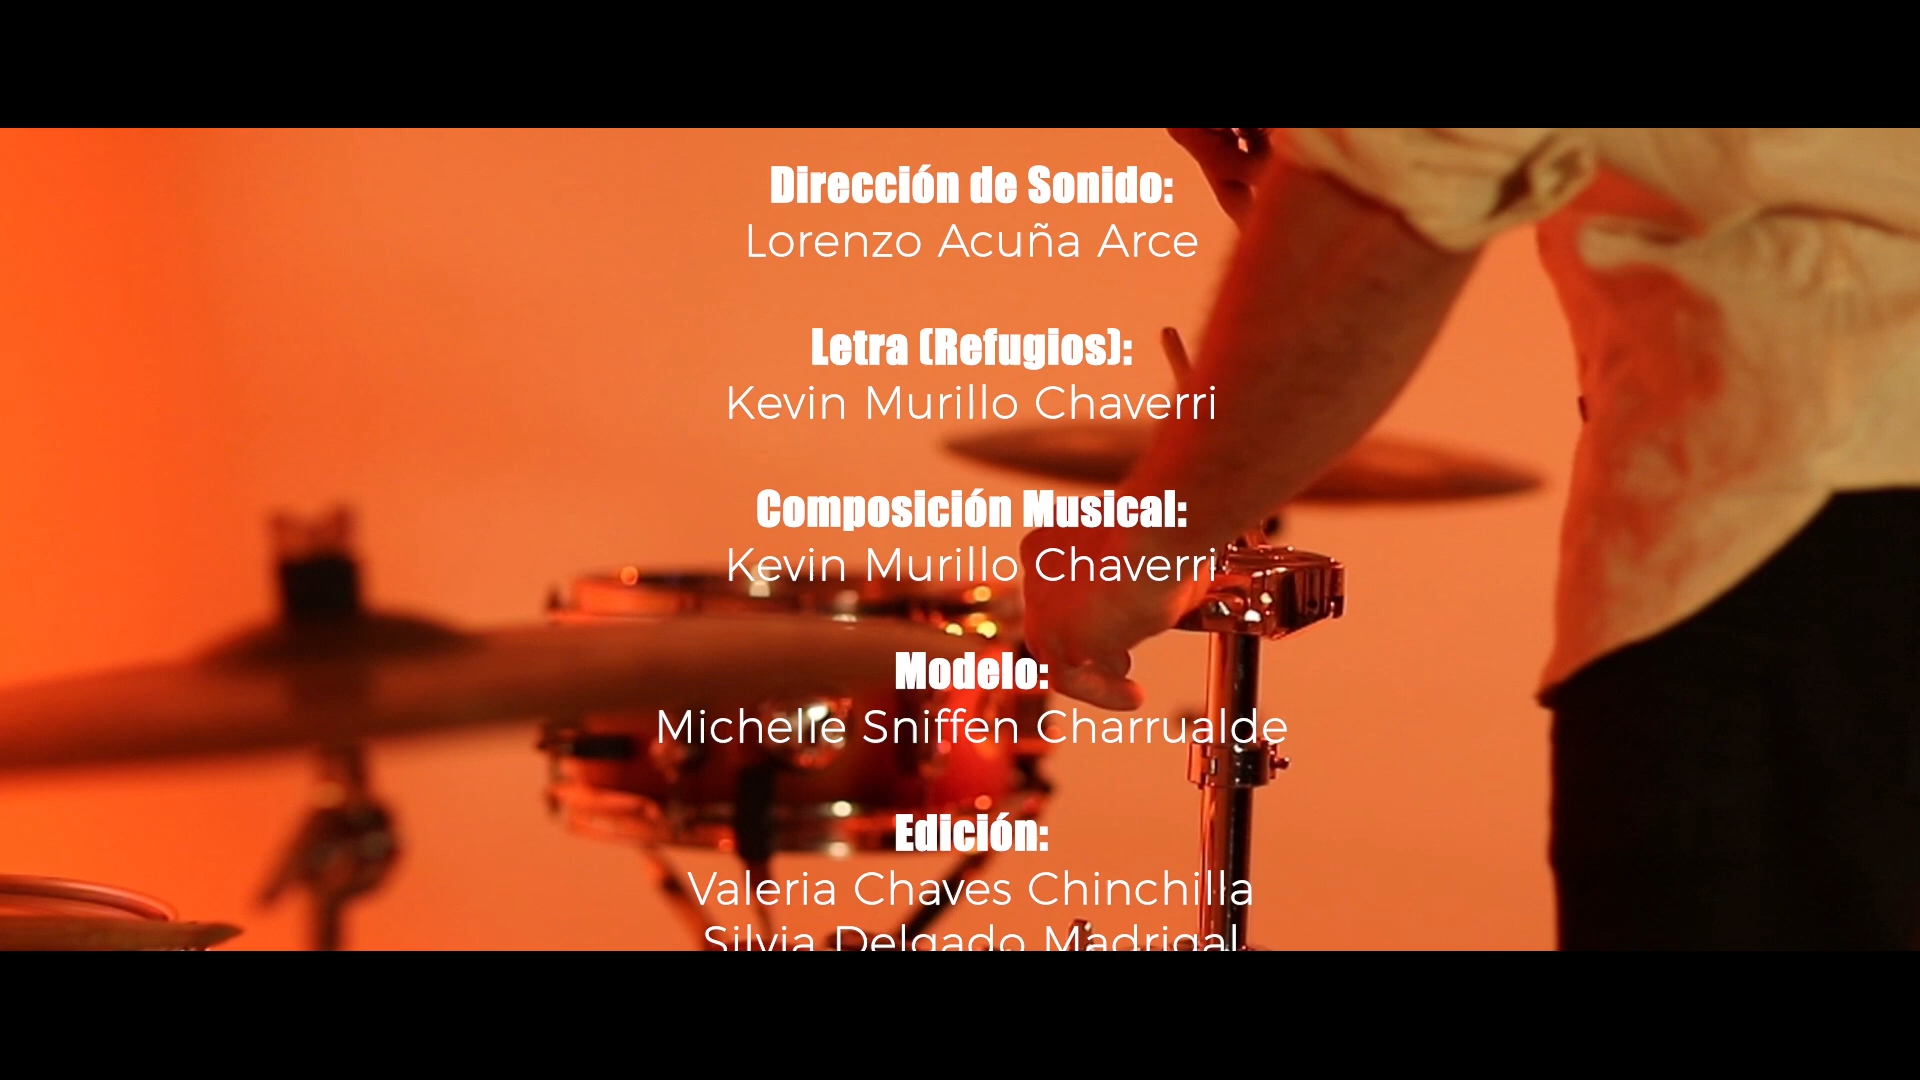 Dirección de Sonido:
Lorenzo Acuña Arce
Letra (Refugios):
Kevin Murillo Chaverri
Composición Musical:
Kevin Murillo Chaverri
Modelo:
Michelle Sniffen Charrualde
Edición:
Valeria Chaves Chinchilla
Silvia Delgado Madrigal